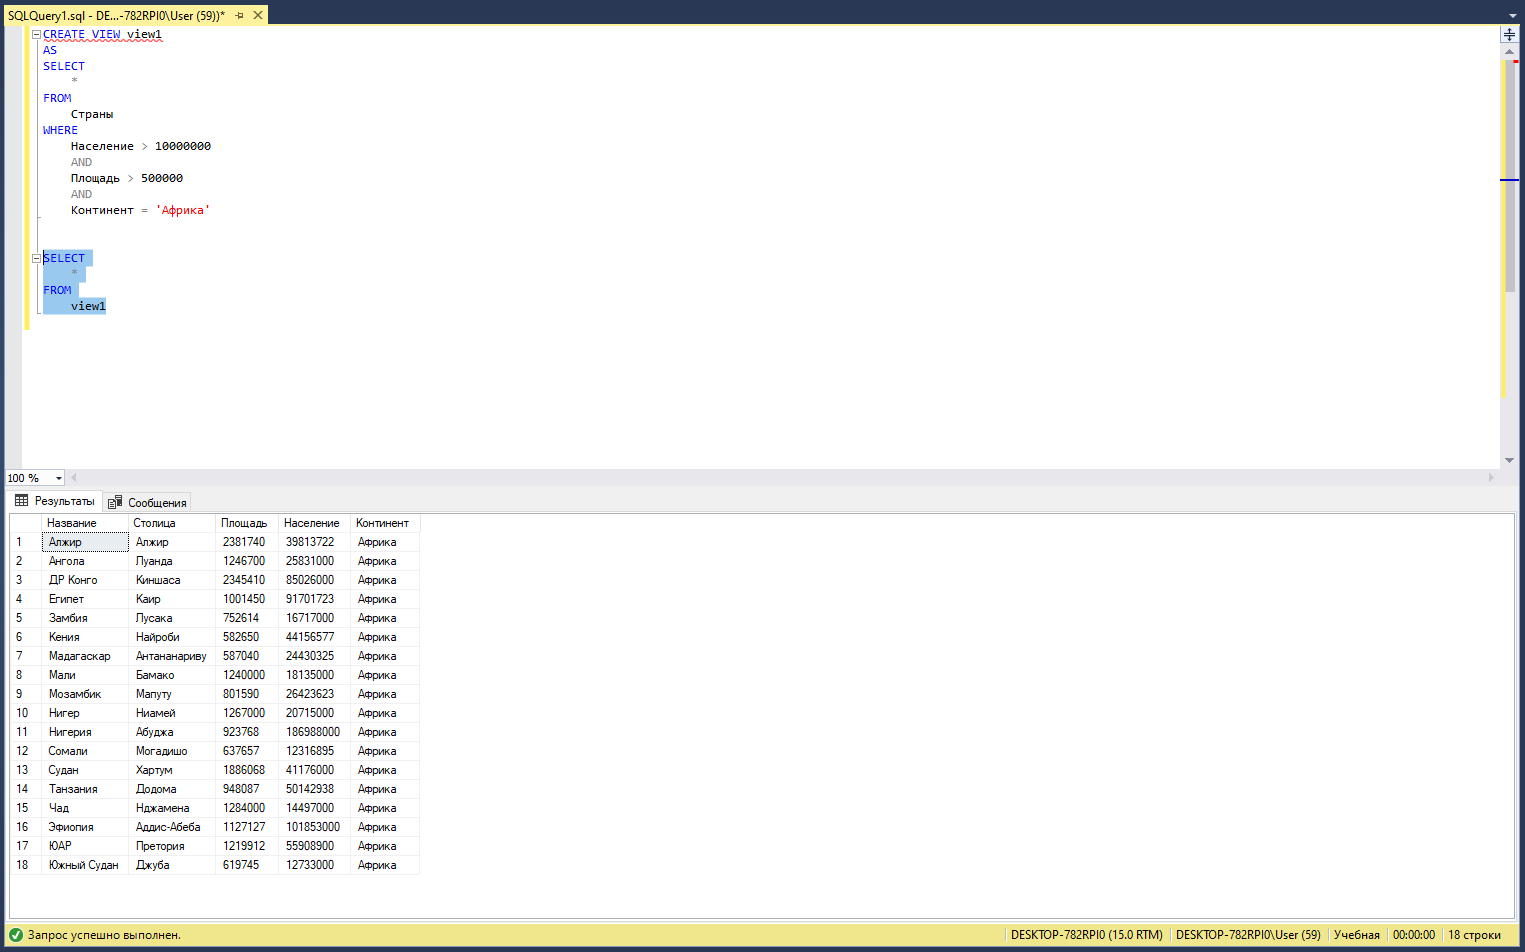 SQLQuery1.sql - DE...-782RPI0\User (59))*
CREATE VIEW view1
AS
SELECT
*
FROM
Страны
WHERE
Население > 10000000
AND
Площадь > 500000
AND
Континент = 'Африка'
SELECT
*
FROM
view1
100 %
Результаты Сообщения
Название Столица Площадь Население Континент
1 Алжир Алжир 2381740 39813722 Африка
2 Ангола Луанда 1246700 25831000 Африка
3 ДР Конго Киншаса 2345410 85026000 Африка
4 Египет Каир 1001450 91701723 Африка
5 Замбия Лусака 752614 16717000 Африка
6 Кения Найроби 582650 44156577 Африка
7 Мадагаскар Антананариву 587040 24430325 Африка
8 Мали Бамако 1240000 18135000 Африка
9 Мозамбик Мапуту 801590 26423623 Африка
10 Нигер Ниамей 1267000 20715000 Африка
11 Нигерия Абуджа 923768 186988000 Африка
12 Сомали Могадишо 637657 12316895 Африка
13 Судан Хартум 1886068 41176000 Африка
14 Танзания Додома 948087 50142938 Африка
15 Чад Нджамена 1284000 14497000 Африка
16 Эфиопия Аддис-Абеба 1127127 101853000 Африка
17 ЮАР Претория 1219912 55908900 Африка
18 Южный Судан Джуба 619745 12733000 Африка
Запрос успешно выполнен. DESKTOP-782RPI0 (15.0 RTM) DESKTOP-782RPI0\User (59) Учебная 00:00:00 18 строки